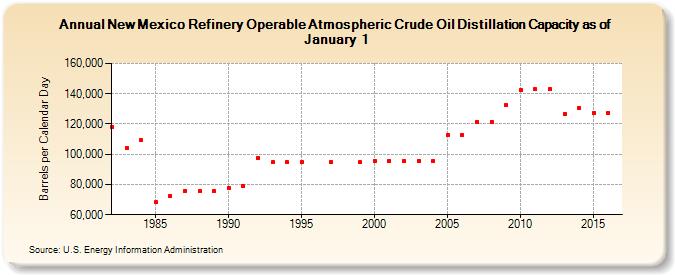 Annual New Mexico Refinery Operable Atmospheric Crude Oil Distillation Capacity as of
January 1
Barrels per Calendar Day
160,000
140,000
120,000
100,000
80,000
60,000
1985 1990 1995 2000 2005 2010 2015
Source: U.S. Energy Information Administration